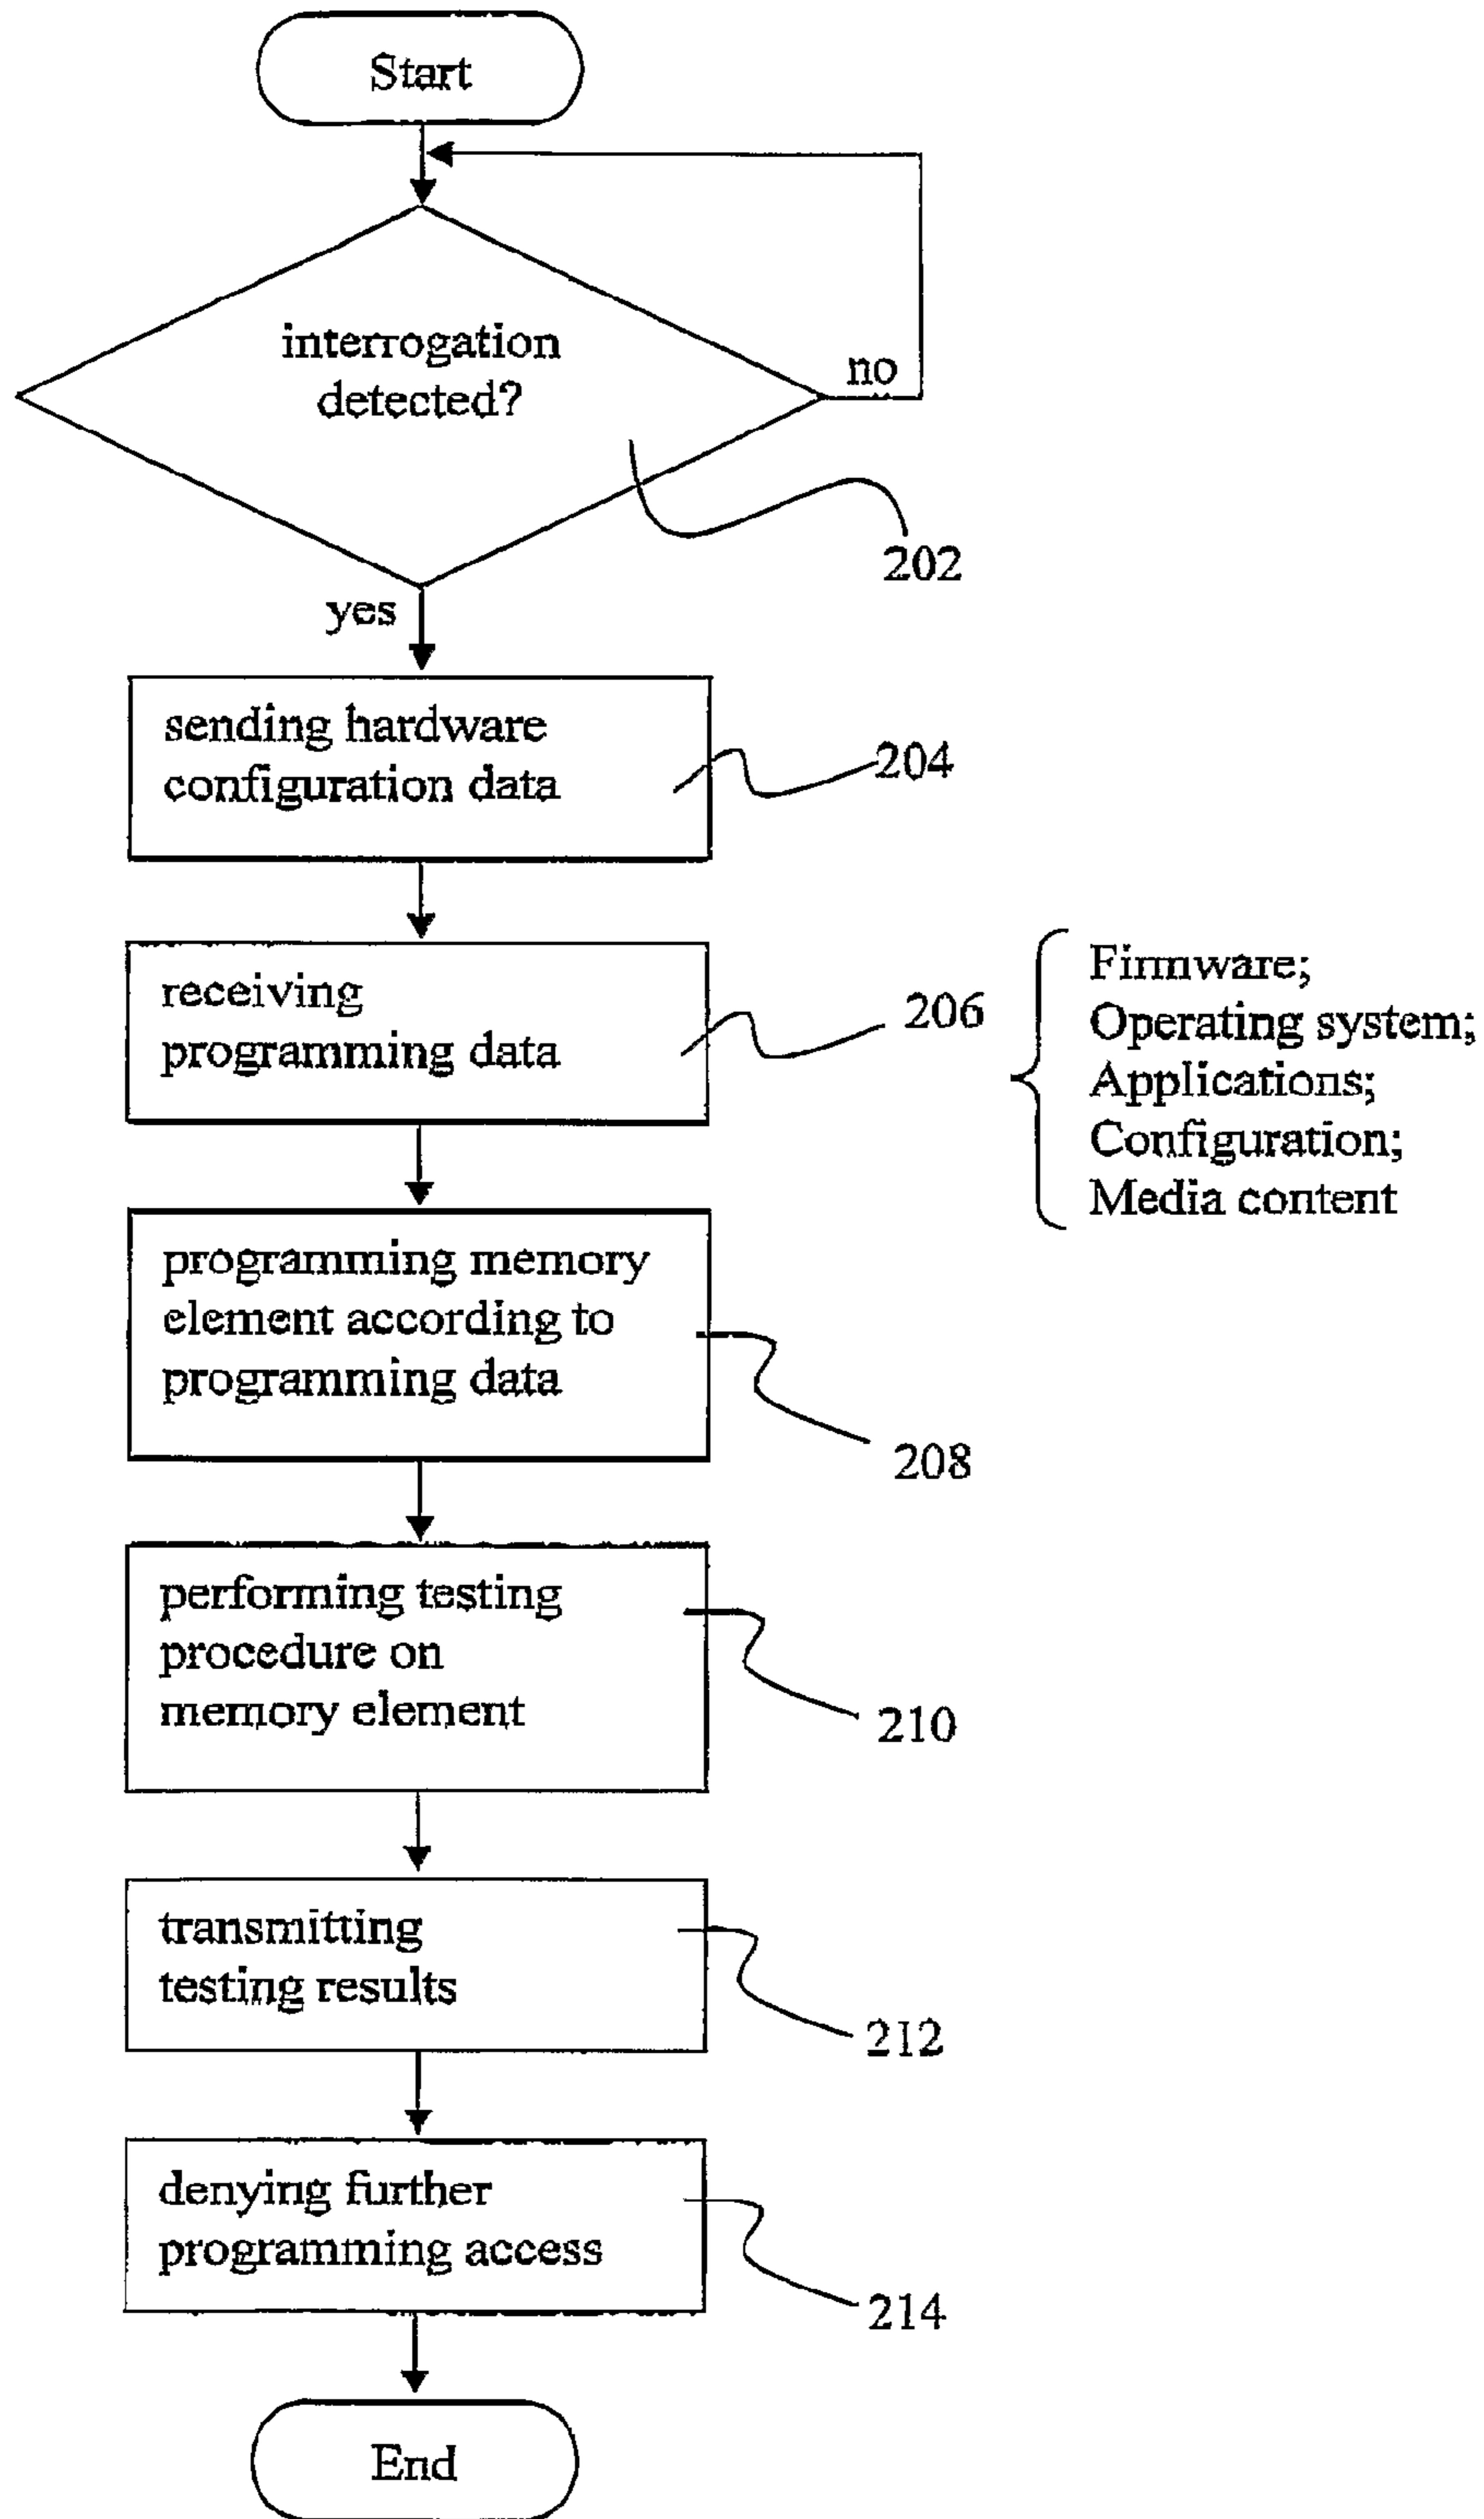 Start
interrogation
detected?
no
202
yes
sending hardware
configuration data
204
receiving
programming data
206
Firmware;
Operating system;
Applications;
Configuration;
Media content
programming memory
element according to
programming data
208
performing testing
procedure on
memory element
210
transmitting
testing results
212
denying further
programming access
214
End